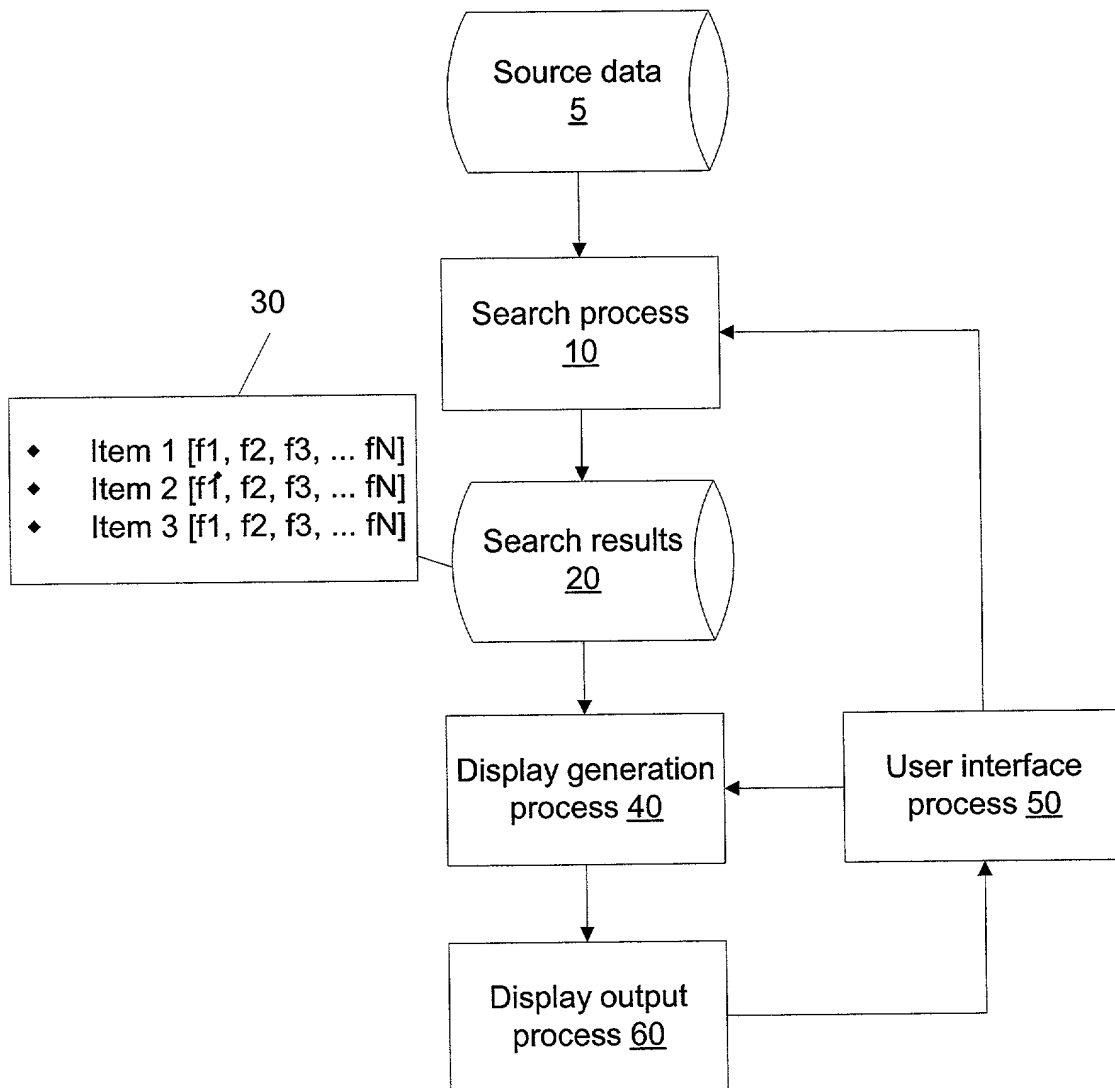 Source data
5
Search process
10
30
◆ Item 1 [f1, f2, f3, ... fN]
◆ Item 2 [f1, f2, f3, ... fN]
◆ Item 3 [f1, f2, f3, ... fN]
Search results
20
Display generation
process 40
User interface
process 50
Display output
process 60